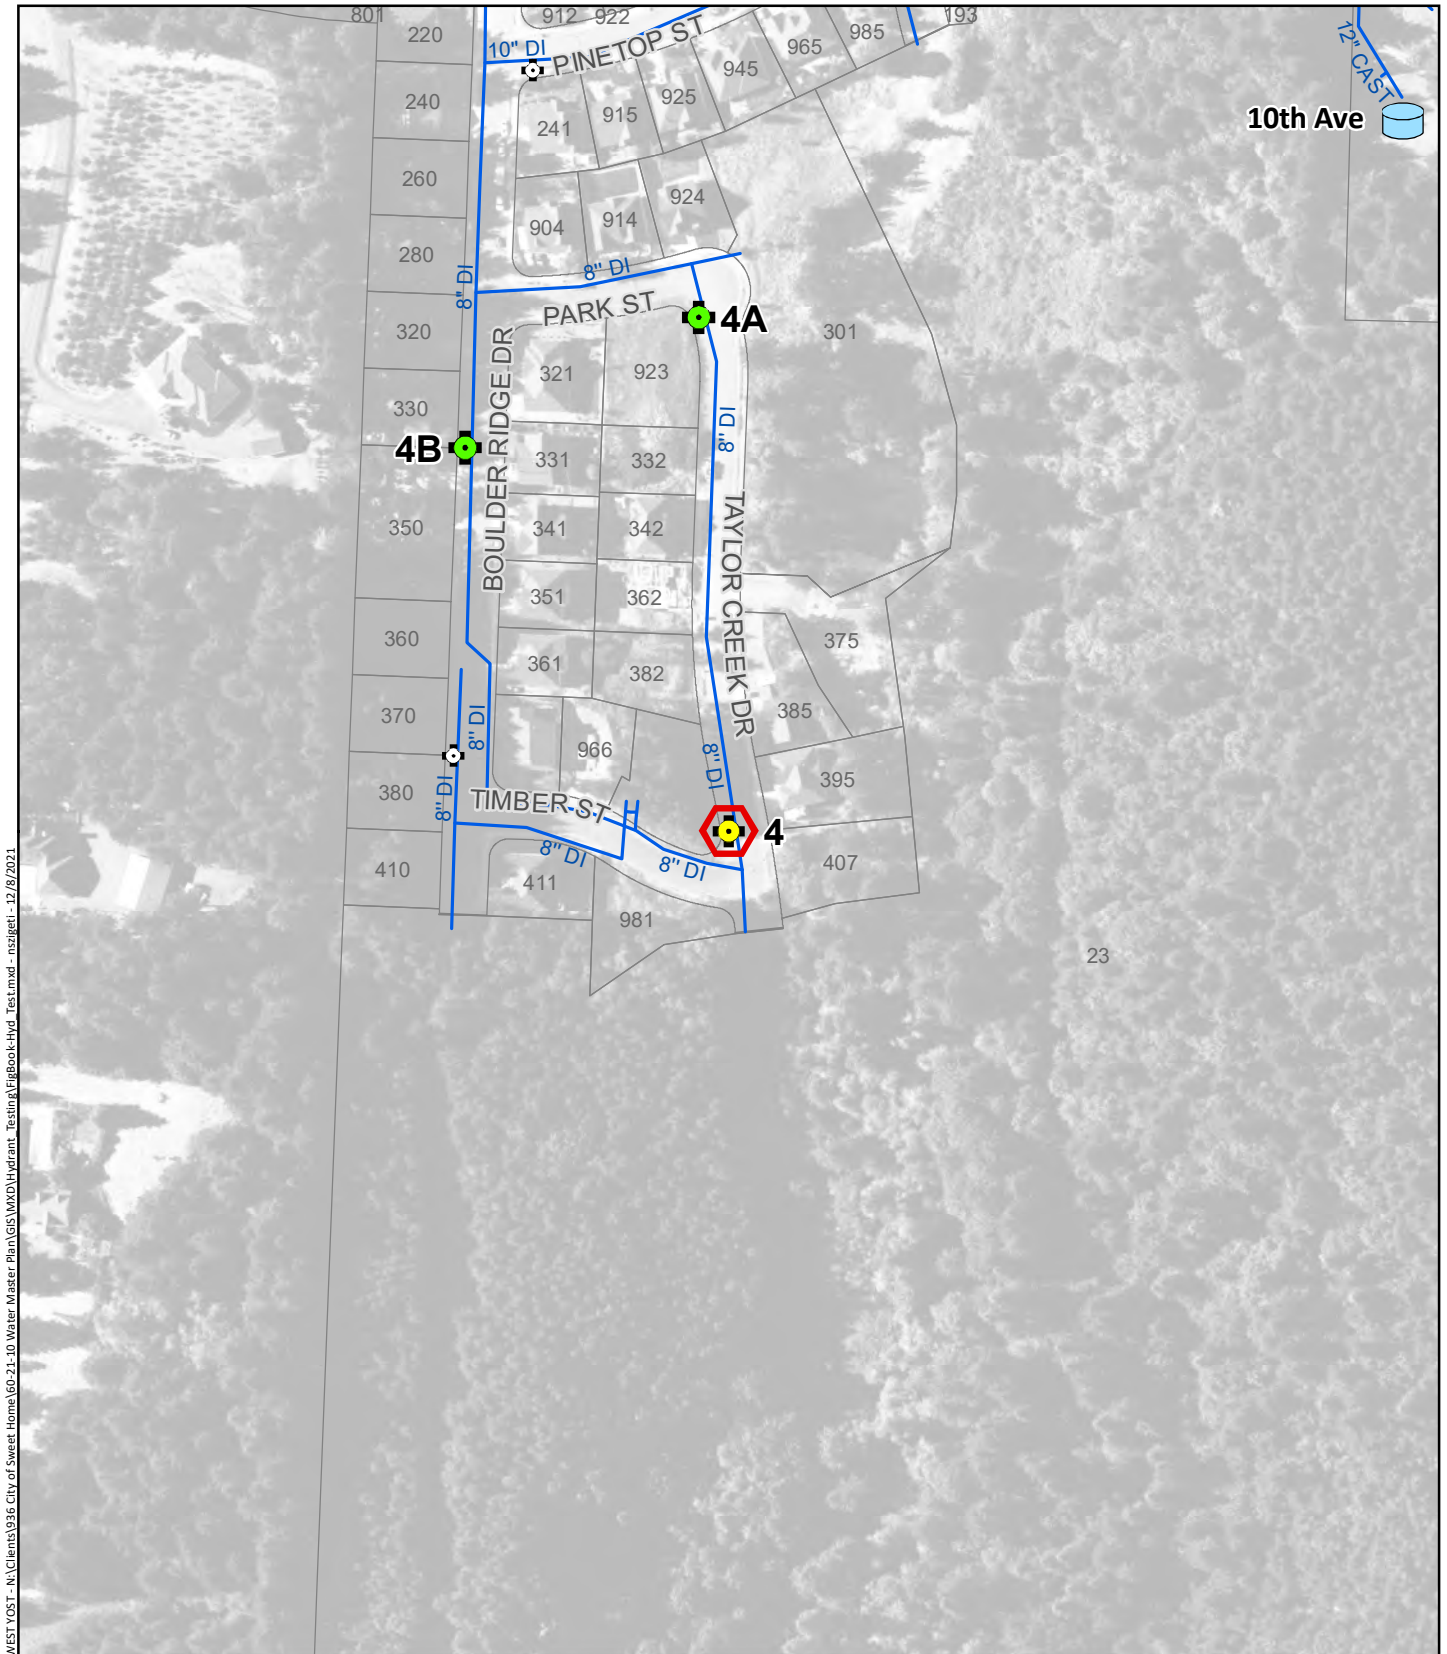 801
912
922
193
220
10" DI
PINETOP ST
945
965
985
12" CAST
240
241
915
925
10th Ave
260
904
914
924
280
8" DI
8" DI
PARK ST
4A
320
301
321
923
330
8" DI
4B
BOULDER RIDGE DR
331
332
350
341
342
TAYLOR CREEK DR
351
362
360
361
382
375
370
8" DI
966
385
8" DI
380
8" DI
TIMBER ST
395
4
410
411
8" DI
8" DI
407
981
23
WEST YOST - N:\Clients\936 City of Sweet Home\60-21-10 Water Master Plan\GIS\MXD\Hydrant_Testing\FigBook-Hyd_Test.mxd - nszigeti - 12/8/2021